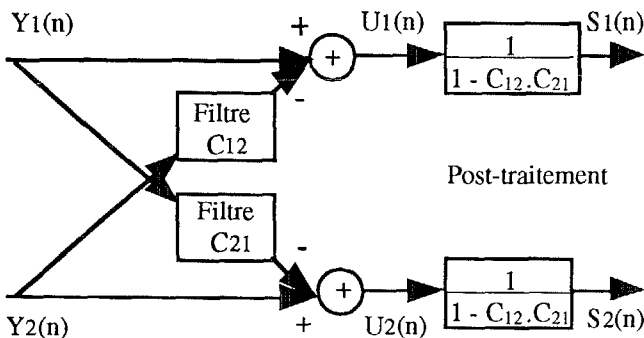 Y1(n)
+
+
-
U1(n)
1
1 - C12.C21
S1(n)
Filtre
C12
Post-traitement
Filtre
C21
-
+
+
Y2(n)
U2(n)
1
1 - C12.C21
S2(n)